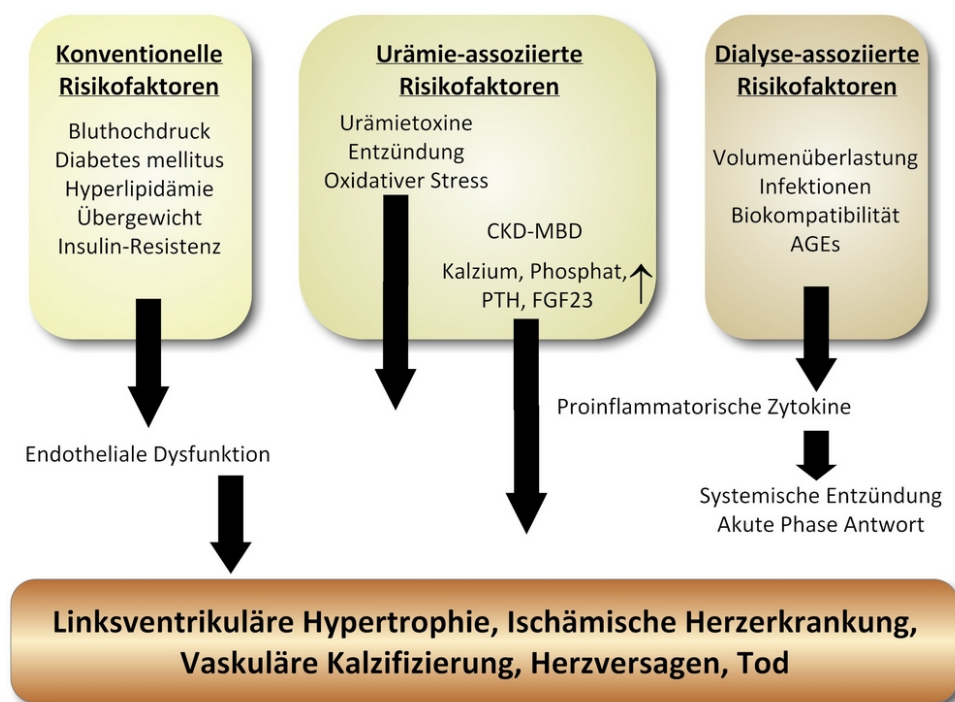 Konventionelle
Risikofaktoren
Bluthochdruck
Diabetes mellitus
Hyperlipidämie
Übergewicht
Insulin-Resistenz
Urämie-assoziierte
Risikofaktoren
Urämietoxine
Entzündung
Oxidativer Stress
CKD-MBD
Kalzium, Phosphat,
PTH, FGF23
Dialyse-assoziierte
Risikofaktoren
Volumenüberlastung
Infektionen
Biokompatibilität
AGEs
Endotheliale Dysfunktion
Proinflammatorische Zytokine
Systemische Entzündung
Akute Phase Antwort
Linksventrikuläre Hypertrophie, Ischämische Herzerkrankung,
Vaskuläre Kalzifizierung, Herzversagen, Tod